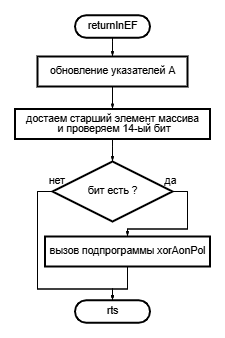 returnInEF
обновление указателей А
достаем старший элемент массива
и проверяем 14-ый бит
бит есть ?
нет
да
вызов подпрограммы xorAonPol
rts